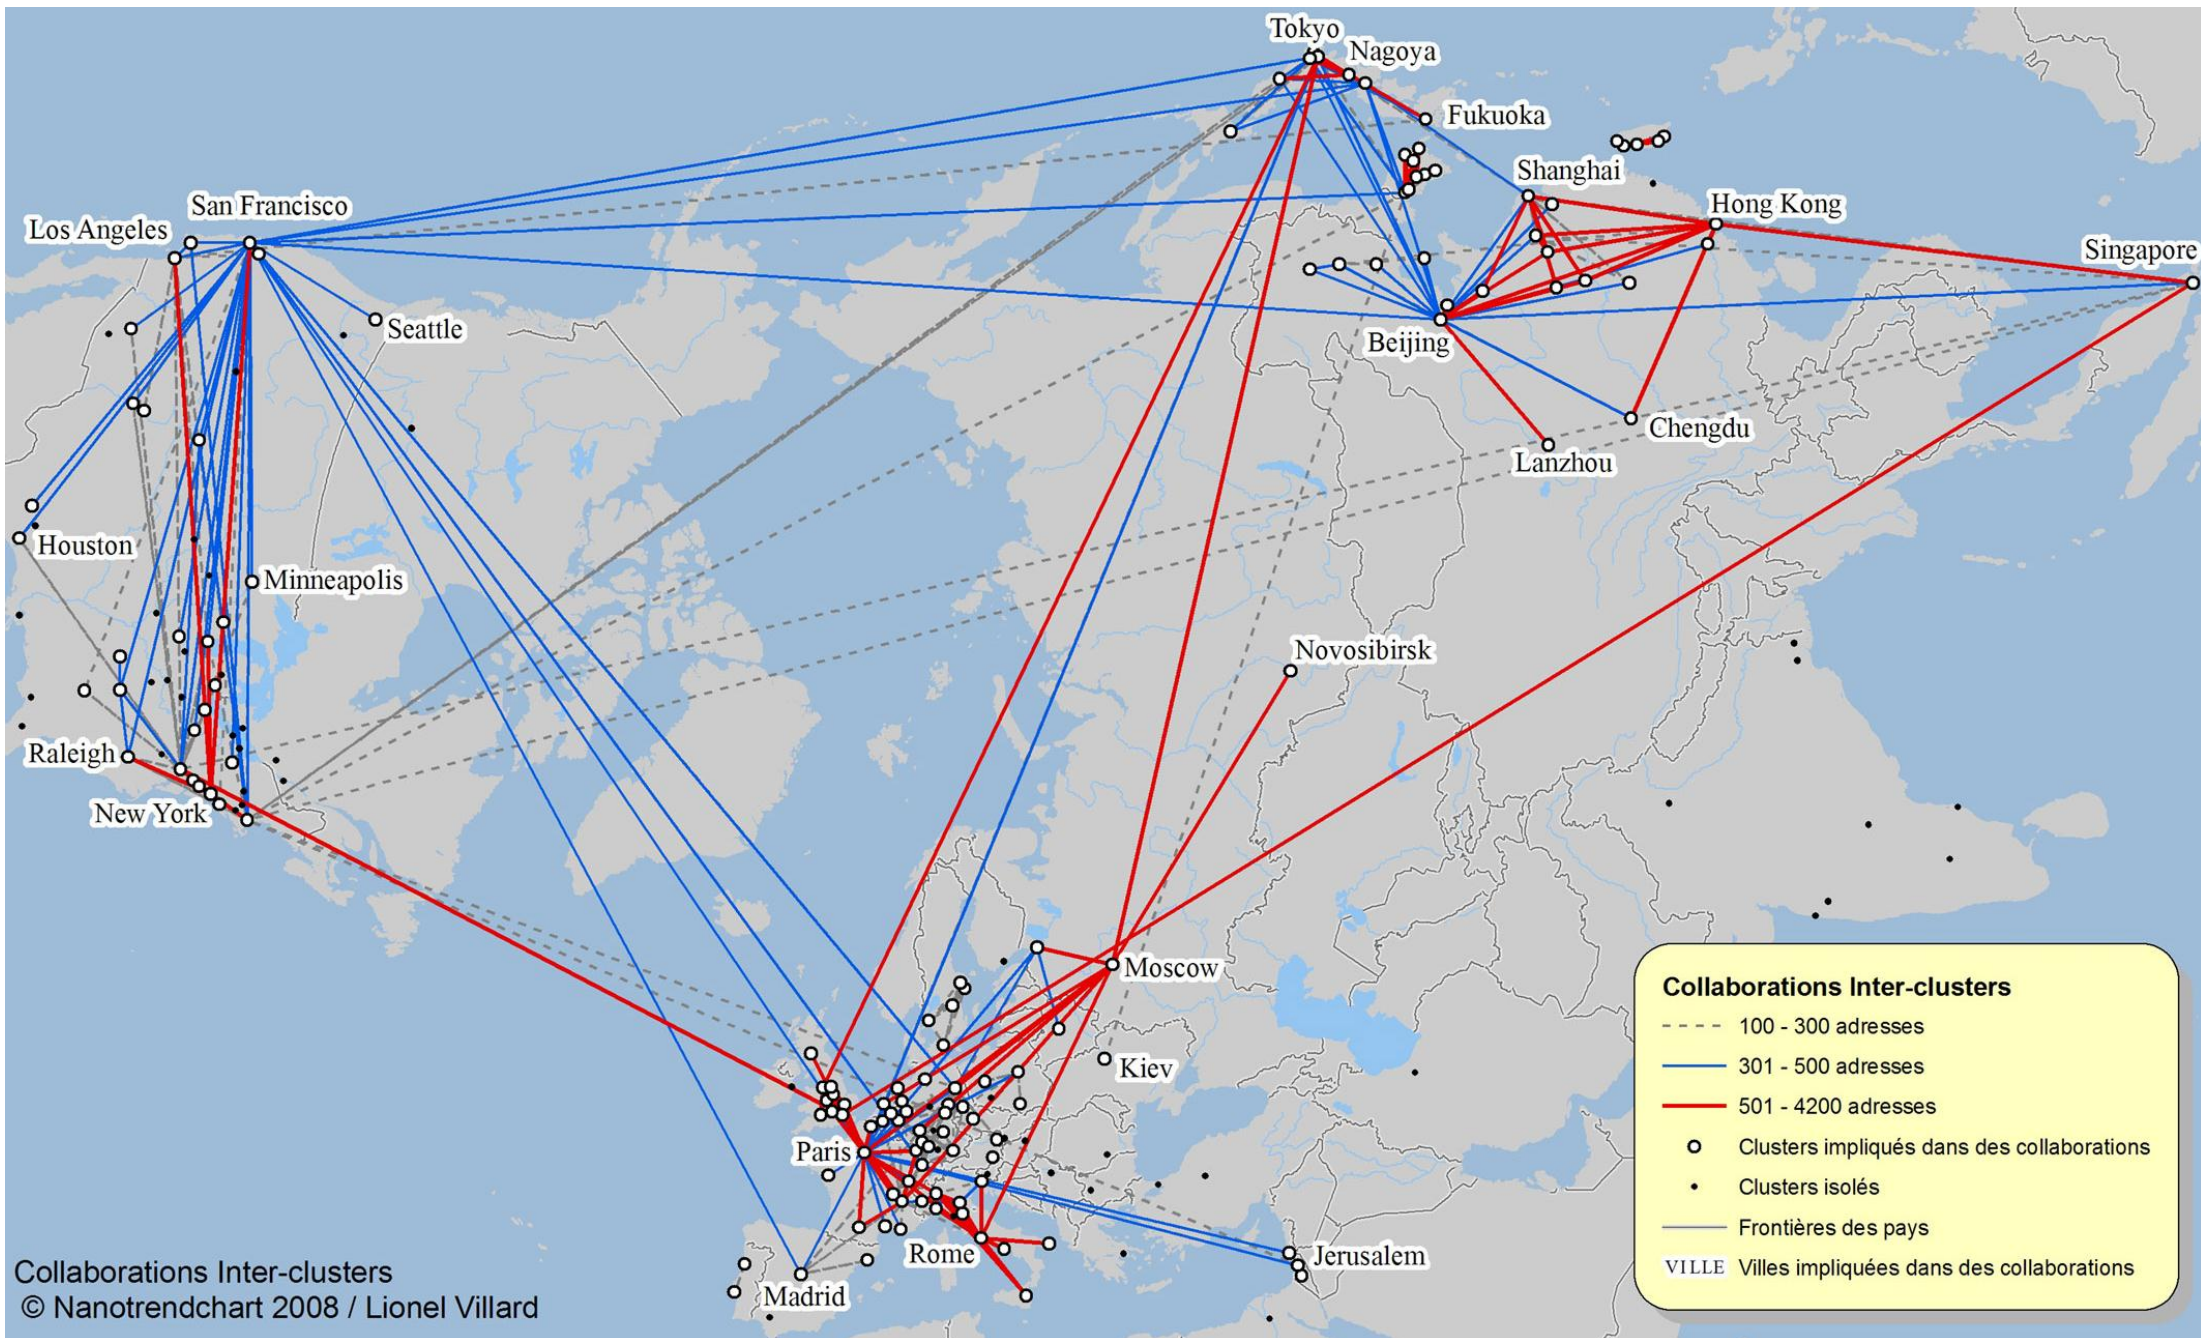 Tokyo
Nagoya
Fukuoka
Shanghai
San Francisco
Hong Kong
Los Angeles
Singapore
Seattle
Beijing
Chengdu
Lanzhou
Houston
Minneapolis
Novosibirsk
Raleigh
New York
Moscow
Kiev
Paris
Rome
Jerusalem
Madrid
Collaborations Inter-clusters
100 - 300 adresses
301 - 500 adresses
501 - 4200 adresses
Clusters impliqués dans des collaborations
Clusters isolés
Frontières des pays
VILLE Villes impliquées dans des collaborations
Collaborations Inter-clusters
© Nanotrendchart 2008 / Lionel Villard